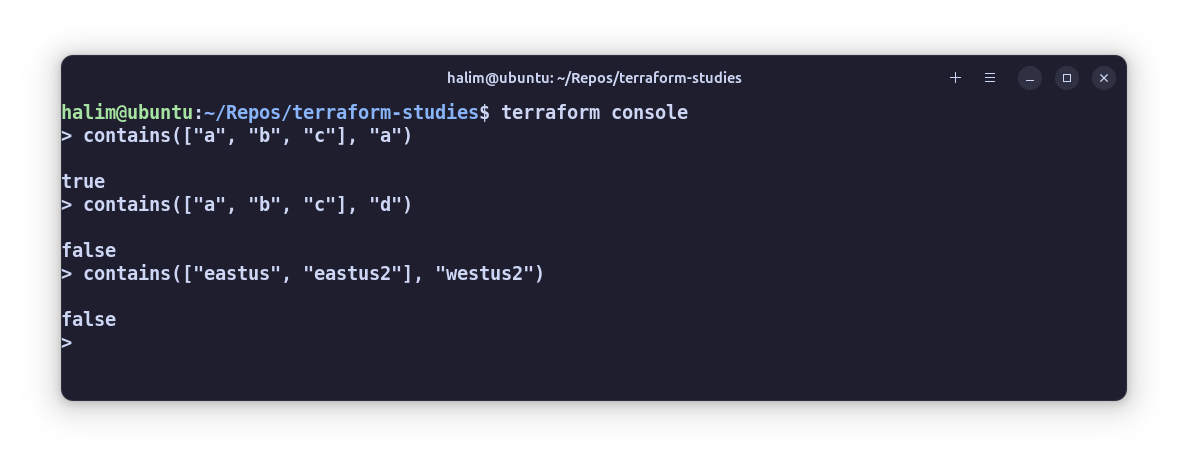 halim@ubuntu: ~/Repos/terraform-studies
halim@ubuntu:~/Repos/terraform-studies$ terraform console
> contains(["a", "b", "c"], "a")
true
> contains(["a", "b", "c"], "d")
false
> contains(["eastus", "eastus2"], "westus2")
false
>